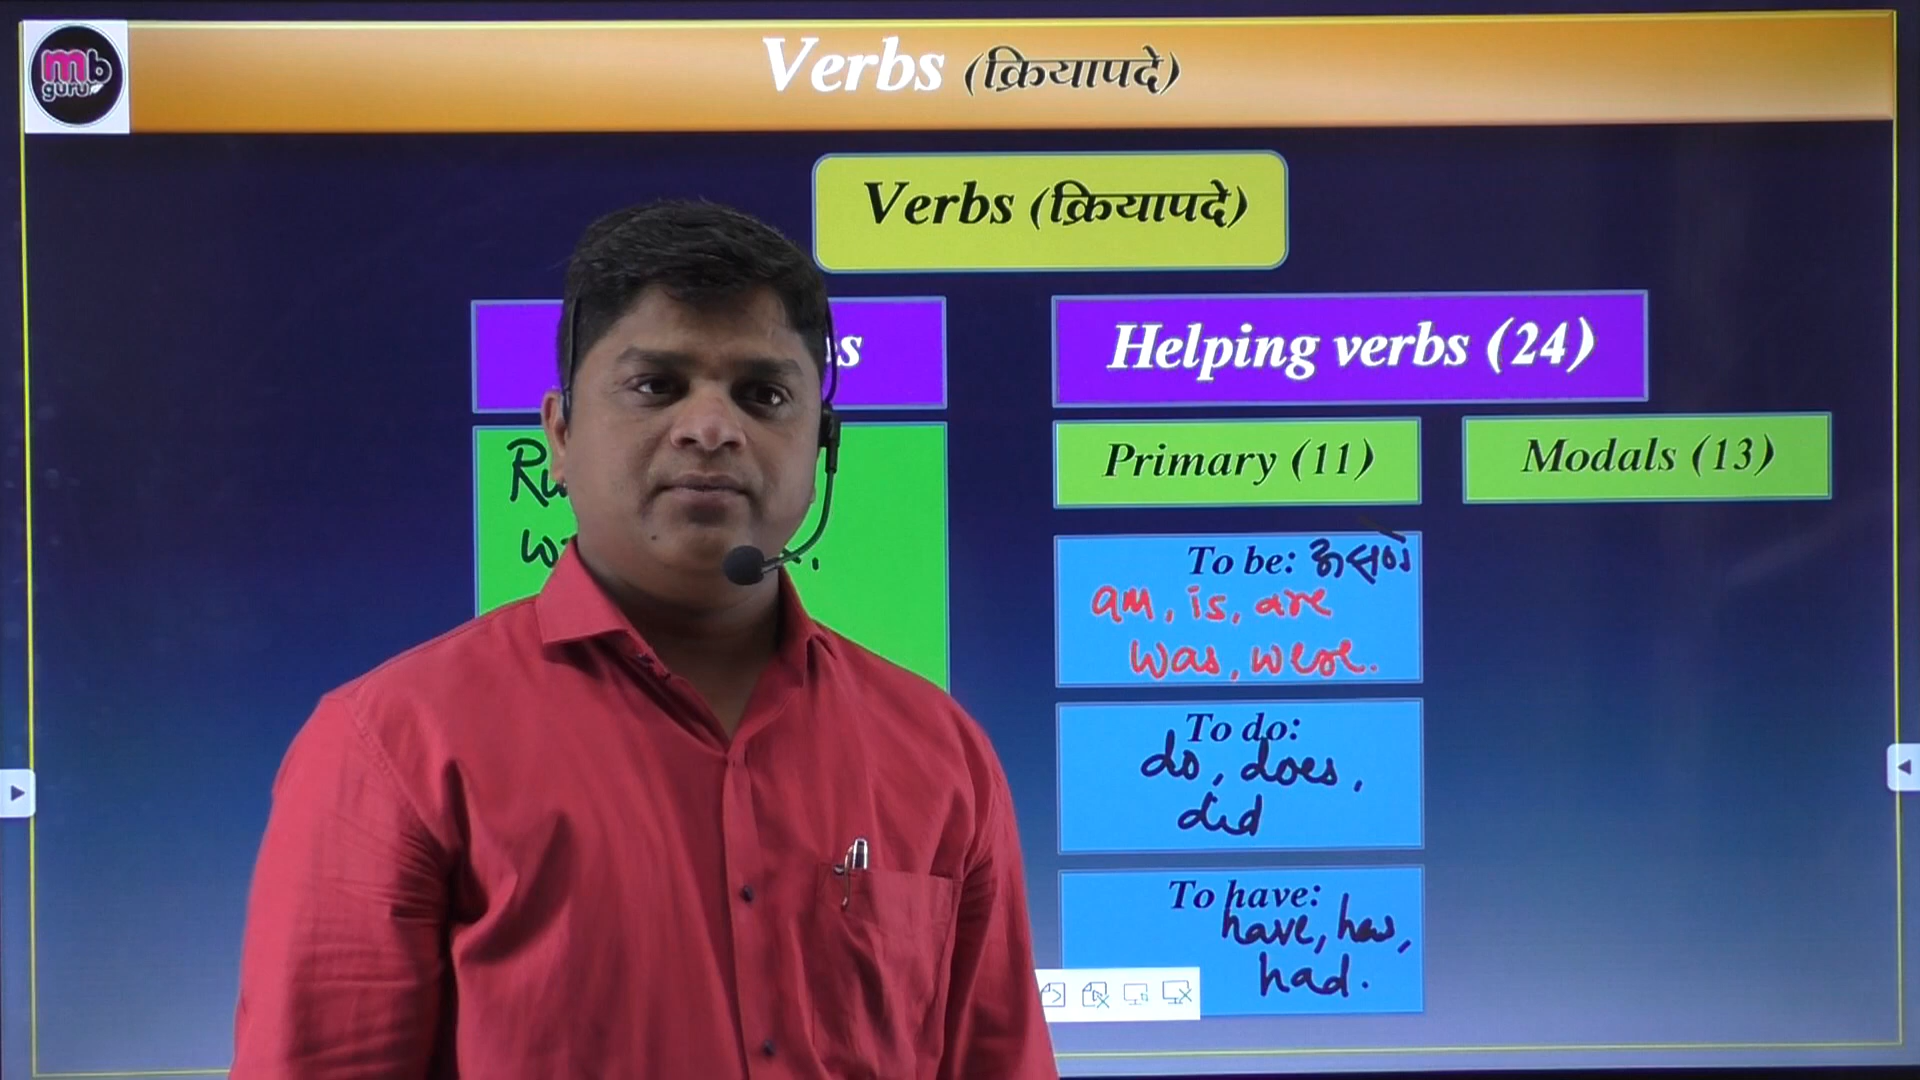 mb
guru
Verbs (क्रियापदे)
Verbs (क्रियापदे)
Helping verbs (24)
Primary (11)
Modals (13)
To be: असणे
am, is, are
was, were.
To do:
do, does,
did
To have:
have, has,
had.